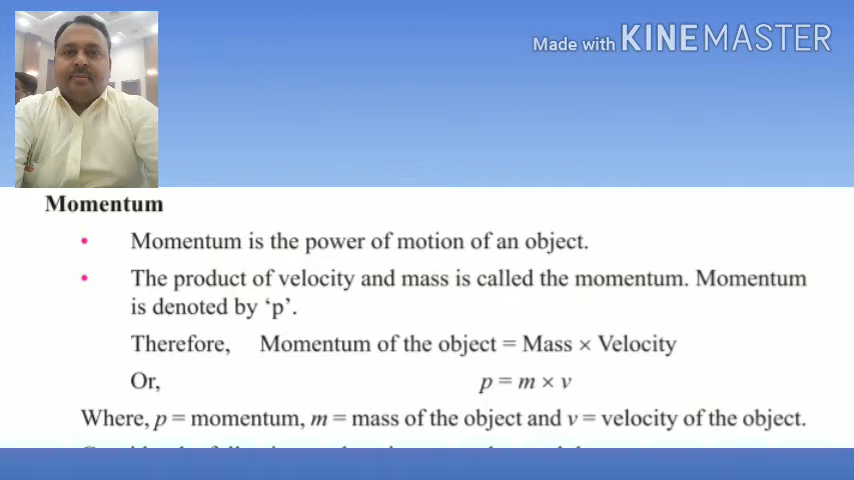 Made with KINEMASTER
Momentum
• Momentum is the power of motion of an object.
• The product of velocity and mass is called the momentum. Momentum
is denoted by ‘p’.
Therefore, Momentum of the object = Mass × Velocity
Or, p = m × v
Where, p = momentum, m = mass of the object and v = velocity of the object.